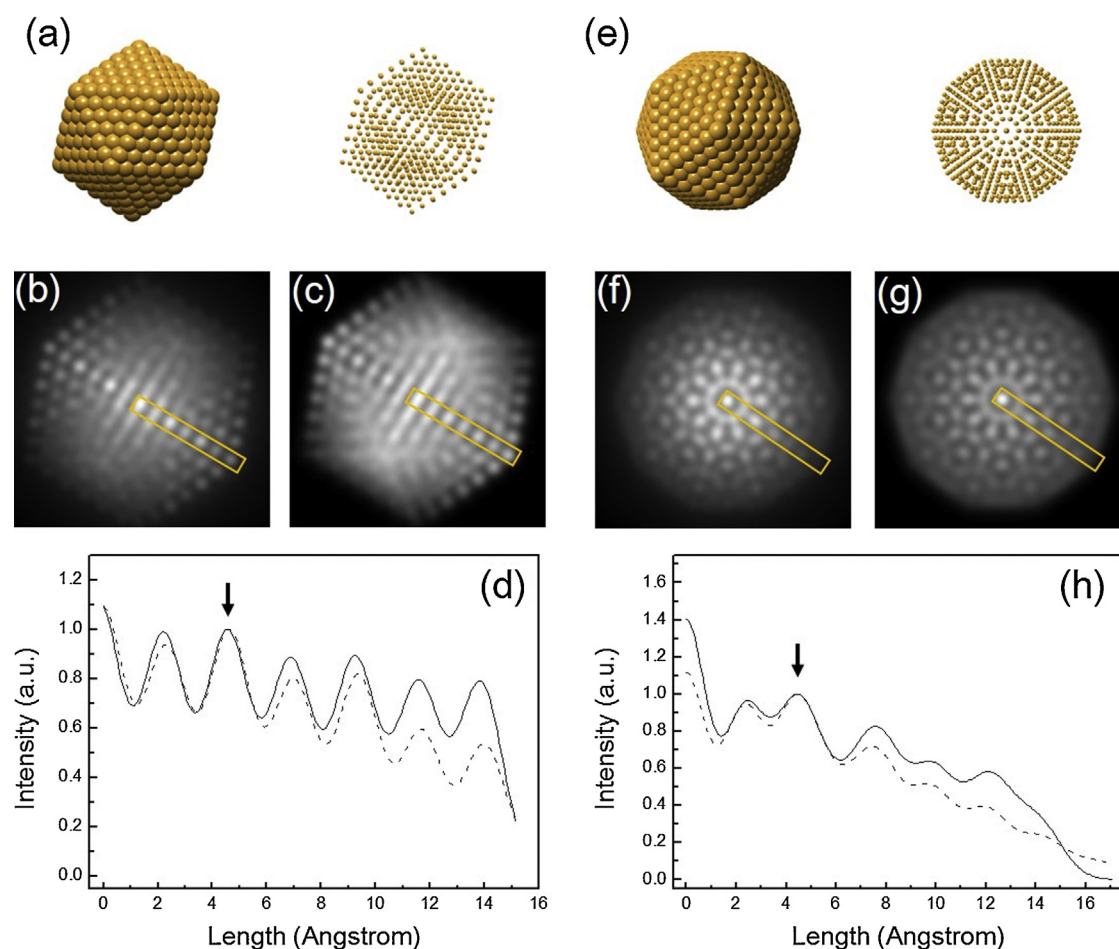 (a)
(e)
(b)
(c)
(f)
(g)
(d)
1.2
1.0
0.8
0.6
0.4
0.2
0.0
Intensity (a.u.)
0 2 4 6 8 10 12 14 16
Length (Angstrom)
(h)
1.6
1.4
1.2
1.0
0.8
0.6
0.4
0.2
0.0
Intensity (a.u.)
0 2 4 6 8 10 12 14 16
Length (Angstrom)